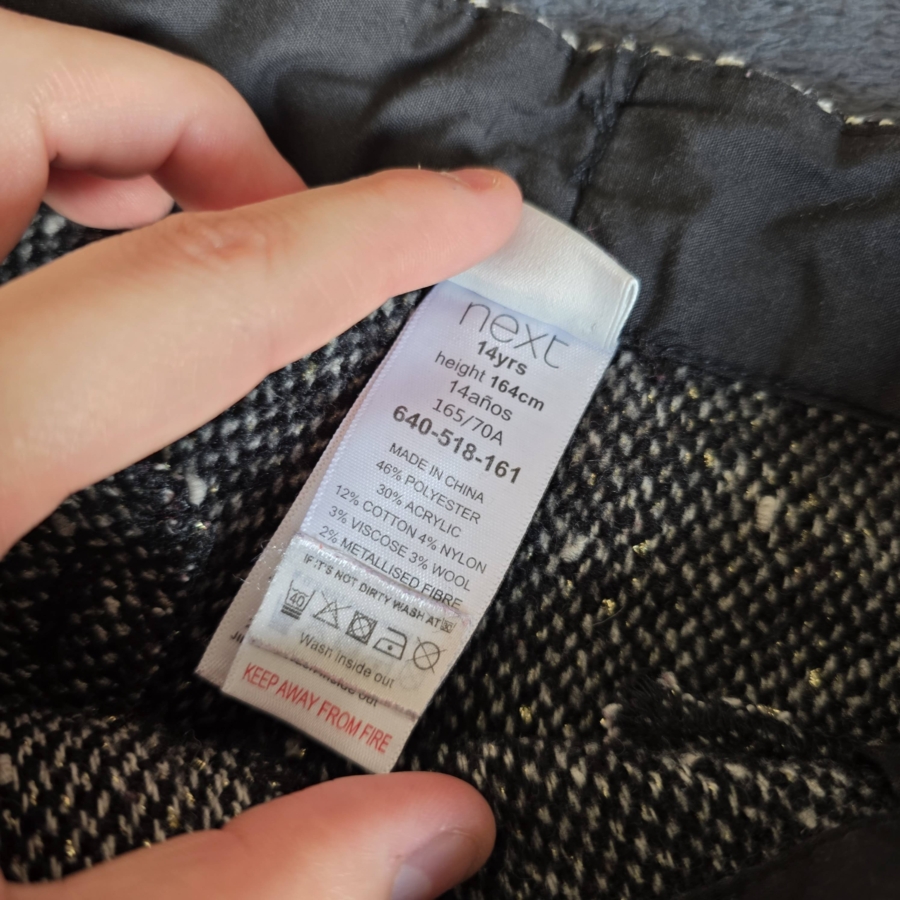 next
14yrs
height 164cm
14años
165/70A
640-518-161
MADE IN CHINA
46% POLYESTER
30% ACRYLIC
12% COTTON 4% NYLON
3% VISCOSE 3% WOOL
2% METALLISED FIBRE
IF IT'S NOT DIRTY WASH AT
40
Wash inside out
KEEP AWAY FROM FIRE